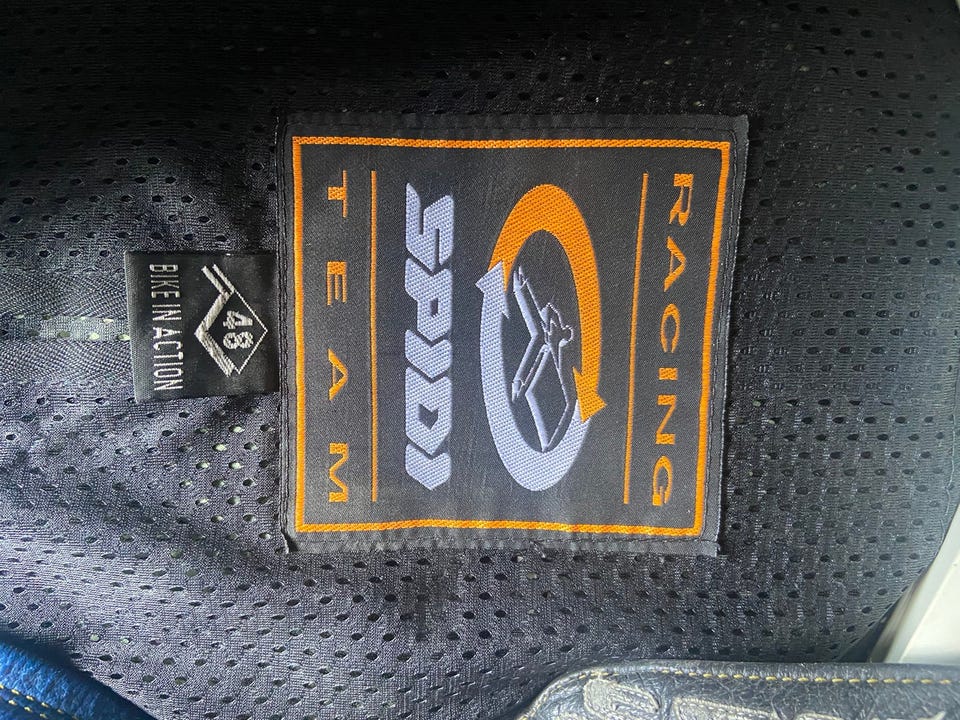 RACING
SPIDI
TEAM
48
BIKE IN ACTION